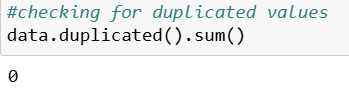 #checking for duplicated values
data.duplicated().sum()
0